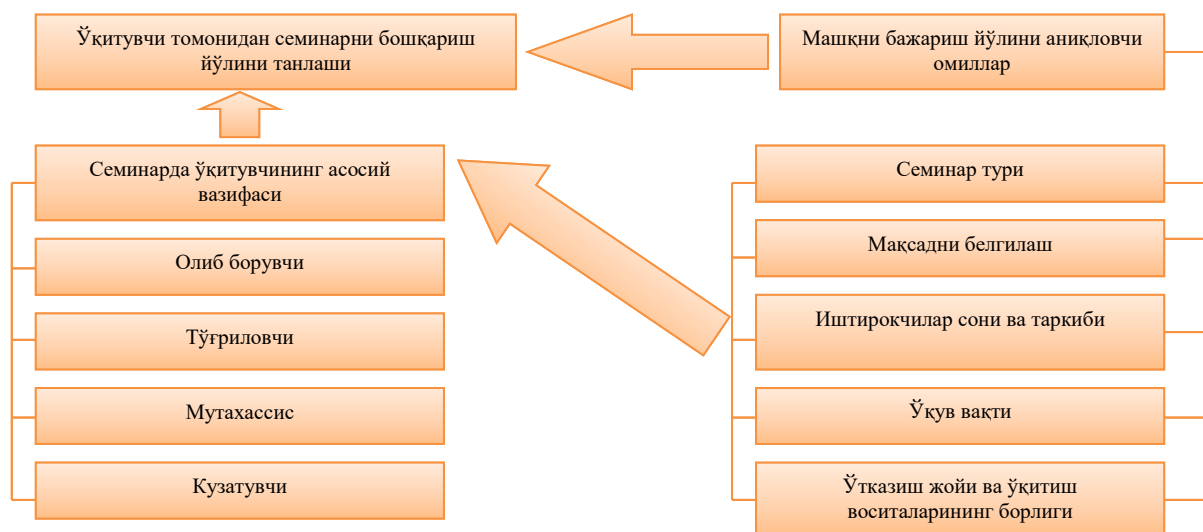 Ўқитувчи томонидан семинарни бошқариш
йўлини танлаши
Машқни бажариш йўлини аниқловчи
омиллар
Семинарда ўқитувчининг асосий
вазифаси
Олиб борувчи
Тўғриловчи
Мутахассис
Кузатувчи
Семинар тури
Мақсадни белгилаш
Иштирокчилар сони ва таркиби
Ўқув вақти
Ўтказиш жойи ва ўқитиш
воситаларининг борлиги